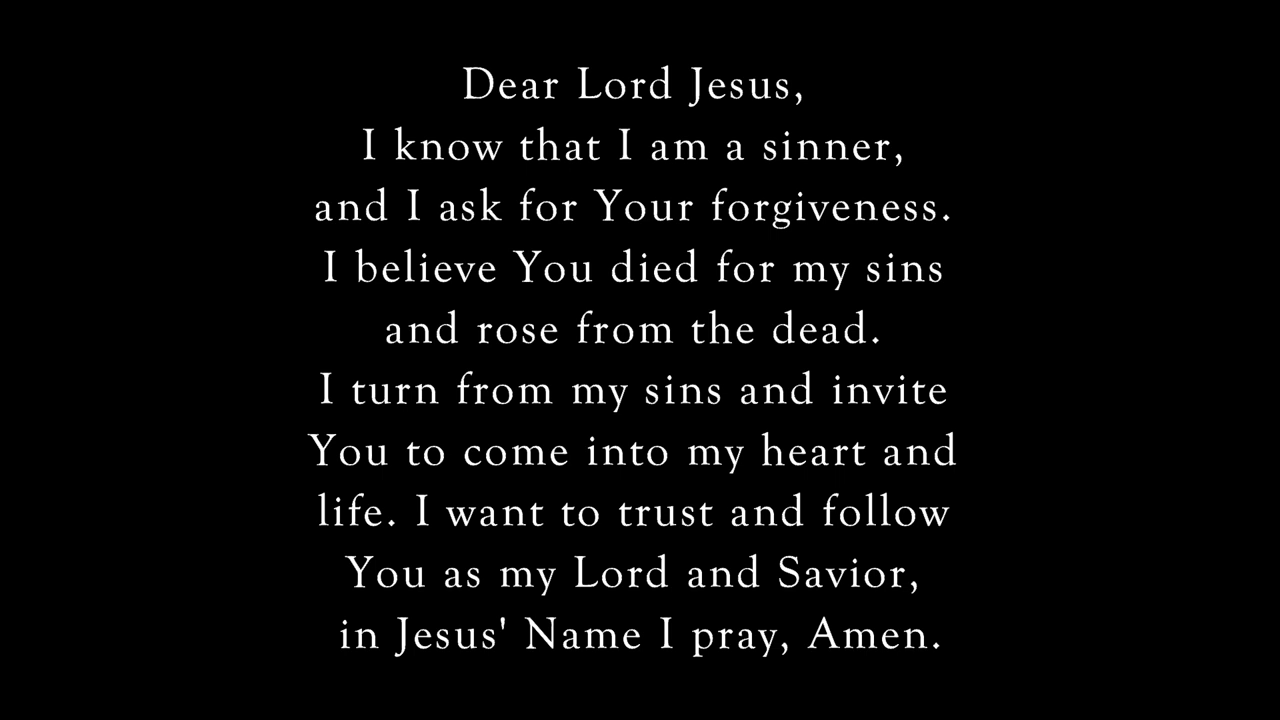 Dear Lord Jesus,
I know that I am a sinner,
and I ask for Your forgiveness.
I believe You died for my sins
and rose from the dead.
I turn from my sins and invite
You to come into my heart and
life. I want to trust and follow
You as my Lord and Savior,
in Jesus' Name I pray, Amen.